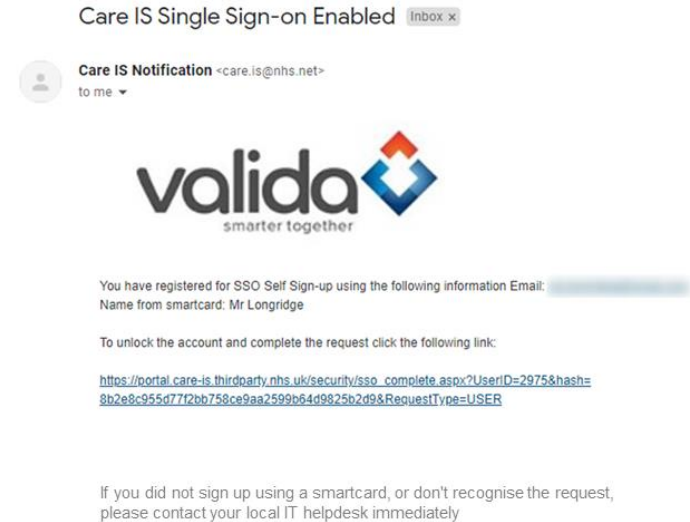 Care IS Single Sign-on Enabled Inbox x
Care IS Notification <care.is@nhs.net>
to me
valida
smarter together
You have registered for SSO Self Sign-up using the following information Email:
Name from smartcard: Mr Longridge
To unlock the account and complete the request click the following link:
https://portal.care-is.thirdparty.nhs.uk/security/sso_complete.aspx?UserID=2975&hash=
8b2e8c955d77f2bb758ce9aa2599b64d9825b2d9&RequestType=USER
If you did not sign up using a smartcard, or don't recognise the request,
please contact your local IT helpdesk immediately